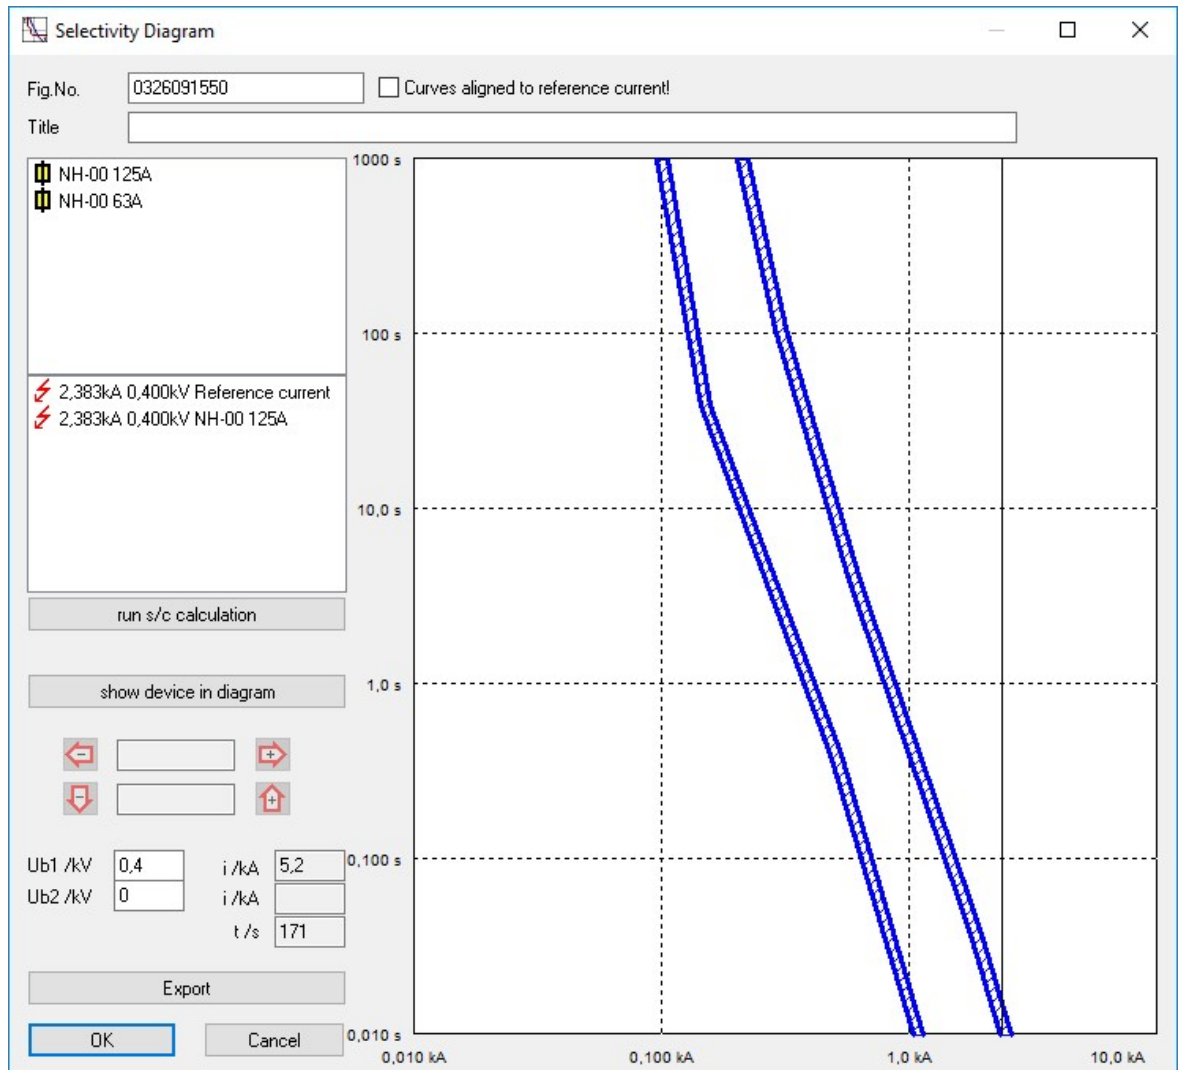 Selectivity Diagram
Fig.No. 0326091550 Curves aligned to reference current!
Title
NH-00 125A
NH-00 63A
2,383kA 0,400kV Reference current
2,383kA 0,400kV NH-00 125A
run s/c calculation
show device in diagram
Ub1 /kV 0,4 i /kA 5,2
Ub2 /kV 0 i /kA
t /s 171
Export
OK Cancel
1000 s
100 s
10,0 s
1,0 s
0,100 s
0,010 s
0,010 kA 0,100 kA 1,0 kA 10,0 kA